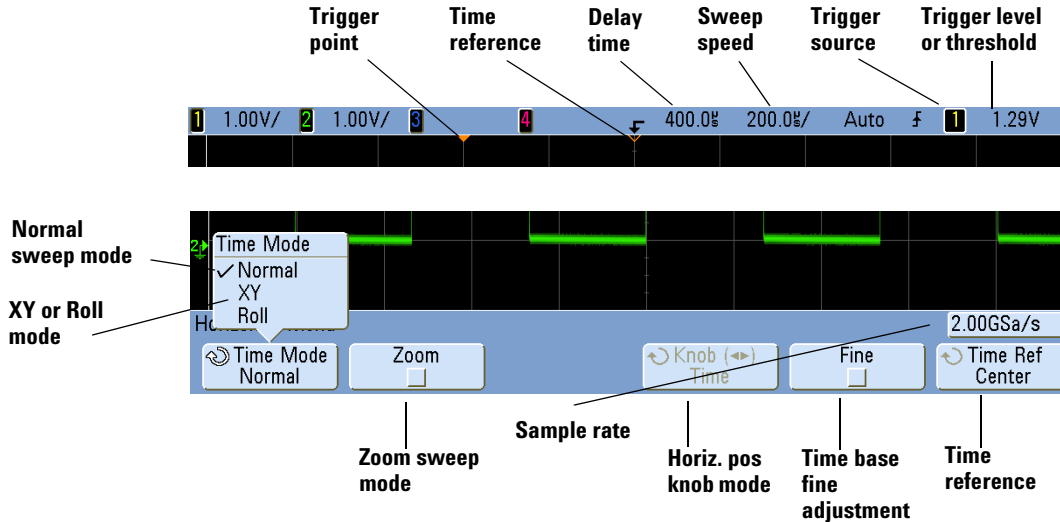 Trigger point
Time reference
Delay time
Sweep speed
Trigger source
Trigger level or threshold
1 1.00V/ 2 1.00V/ 3 4 400.0µs 200.0µs/ Auto 1 1.29V
Normal sweep mode
XY or Roll mode
2
Time Mode
✓ Normal
XY
Roll
2.00GSa/s
Time Mode
Normal
Zoom
Knob (◄►)
Time
Fine
Time Ref
Center
Sample rate
Zoom sweep mode
Horiz. pos knob mode
Time base fine adjustment
Time reference